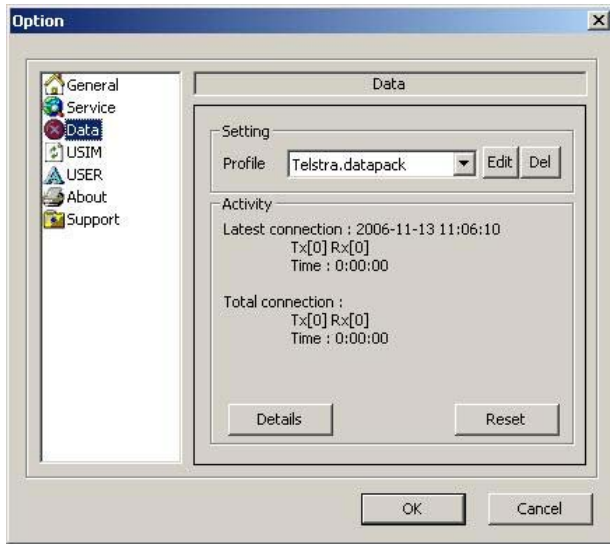 Option
General
Service
Data
USIM
USER
About
Support
Data
Setting
Profile Telstra.datapack Edit Del
Activity
Latest connection : 2006-11-13 11:06:10
Tx[0] Rx[0]
Time : 0:00:00
Total connection :
Tx[0] Rx[0]
Time : 0:00:00
Details Reset
OK Cancel